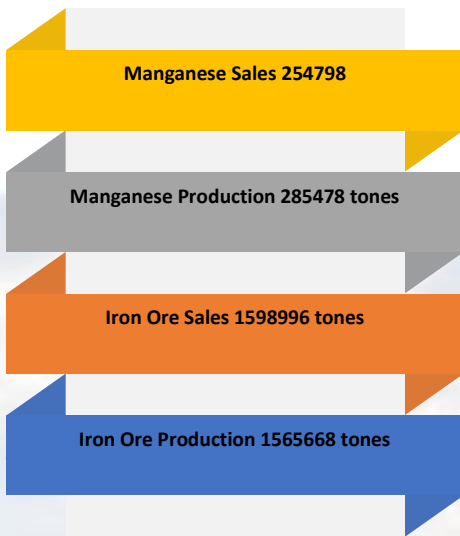 Manganese Sales 254798
Manganese Production 285478 tones
Iron Ore Sales 1598996 tones
Iron Ore Production 1565668 tones